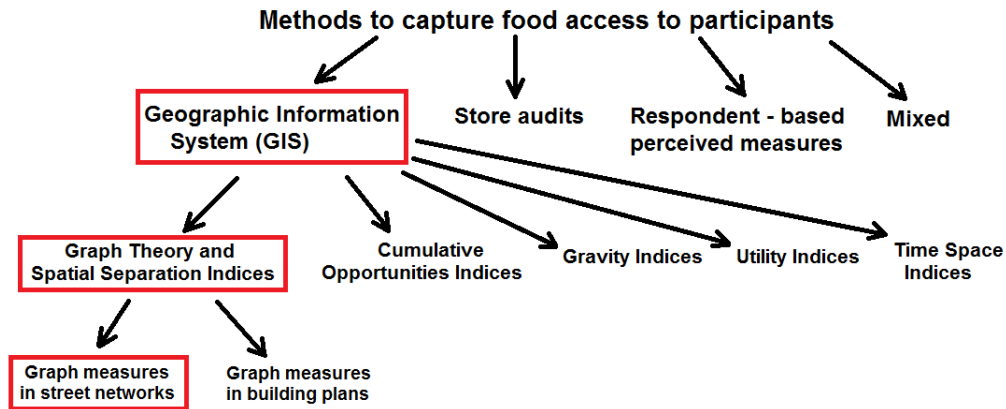 Methods to capture food access to participants
Geographic Information
System (GIS)
Store audits
Respondent - based
perceived measures
Mixed
Graph Theory and
Spatial Separation Indices
Cumulative
Opportunities Indices
Gravity Indices
Utility Indices
Time Space
Indices
Graph measures
in street networks
Graph measures
in building plans